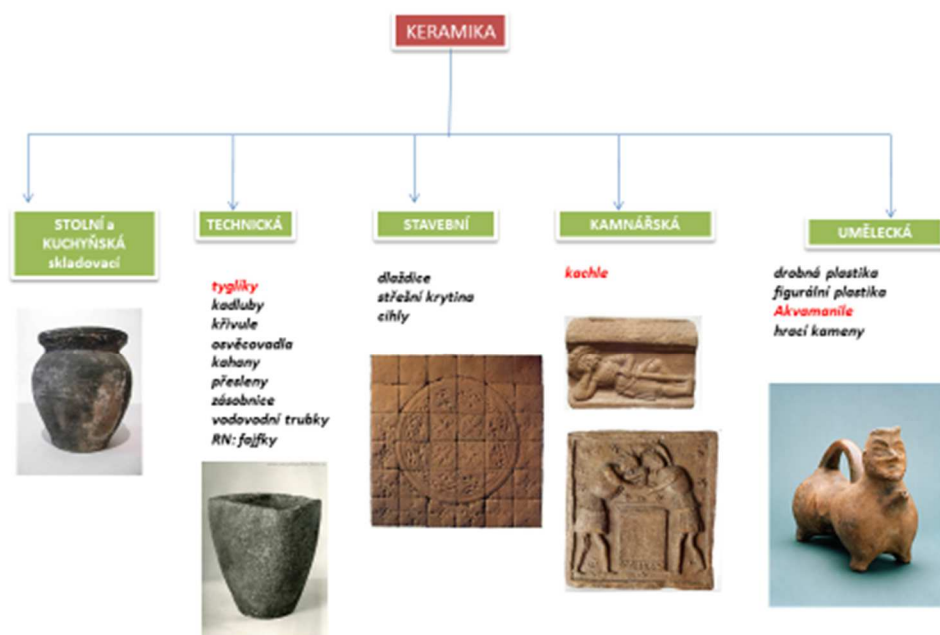 KERAMIKA
STOLNÍ a
KUCHYŇSKÁ
skladovací
TECHNICKÁ
tyglíky
kadluby
křivule
osvěcovadla
kahany
přesleny
zásobnice
vodovodní trubky
RN: fajfky
STAVEBNÍ
dlaždice
střešní krytina
cihly
KAMNÁŘSKÁ
kachle
UMĚLECKÁ
drobná plastika
figurální plastika
Akvamanile
hrací kameny